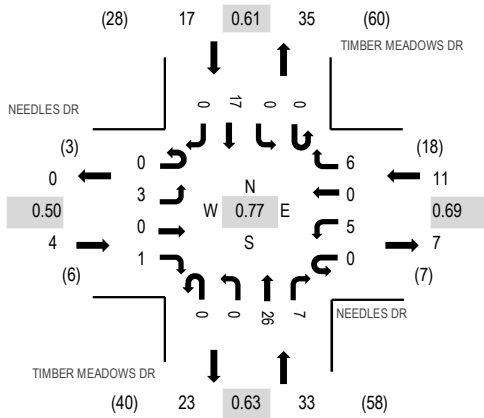 (28) 17 0.61 35 (60)
TIMBER MEADOWS DR
NEEDLES DR
0 17 0 0
(3) (18)
0 0 6 11
3 N 0
0.50 W 0.77 E 0.69
0 S 5
4 1 0 7
(6) (7)
0 0 26 7
NEEDLES DR
TIMBER MEADOWS DR
(40) 23 0.63 33 (58)